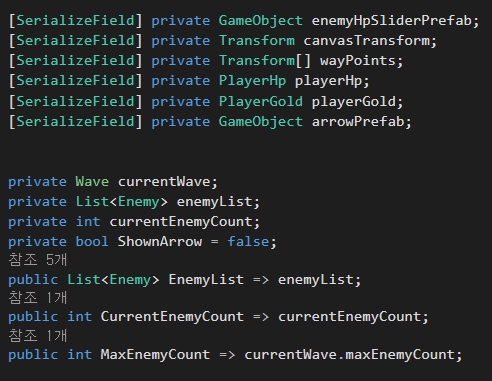 [SerializeField] private GameObject enemyHpSliderPrefab;
[SerializeField] private Transform canvasTransform;
[SerializeField] private Transform[] wayPoints;
[SerializeField] private PlayerHp playerHp;
[SerializeField] private PlayerGold playerGold;
[SerializeField] private GameObject arrowPrefab;
private Wave currentWave;
private List<Enemy> enemyList;
private int currentEnemyCount;
private bool ShownArrow = false;
참조 5개
public List<Enemy> EnemyList => enemyList;
참조 1개
public int CurrentEnemyCount => currentEnemyCount;
참조 1개
public int MaxEnemyCount => currentWave.maxEnemyCount;